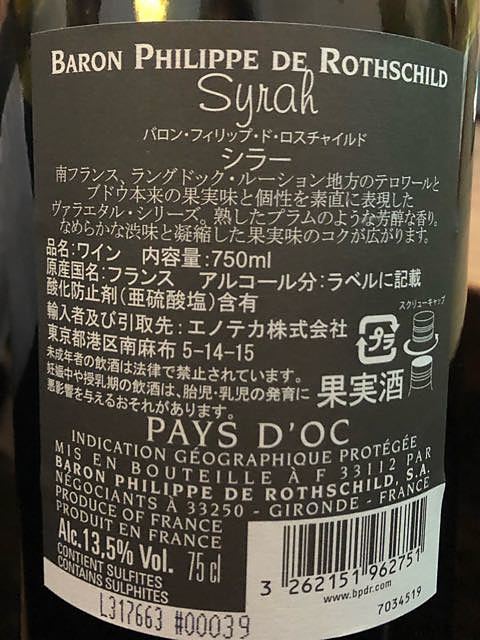 BARON PHILIPPE DE ROTHSCHILD
Syrah
バロン・フィリップ・ド・ロスチャイルド
シラー
南フランス、ラングドック・ルーション地方のテロワールと
ブドウ本来の果実味と個性を素直に表現した
ヴァラエタル・シリーズ。熟したプラムのような芳醇な香り。
なめらかな渋味と凝縮した果実味のコクが広がります。
品名:ワイン 内容量:750ml
原産国名:フランス アルコール分:ラベルに記載
酸化防止剤(亜硫酸塩)含有
スクリューキャップ
輸入者及び引取先:エノテカ株式会社
東京都港区南麻布 5-14-15
プラ
未成年者の飲酒は法律で禁止されています。
妊娠中や授乳期の飲酒は、胎児・乳児の発育に
悪影響を与えるおそれがあります。
果実酒
PAYS D'OC
INDICATION GÉOGRAPHIQUE PROTÉGÉE
MIS EN BOUTEILLE À F 33112 PAR
BARON PHILIPPE DE ROTHSCHILD, S.A.
NÉGOCIANTS À 33250 - GIRONDE - FRANCE
PRODUCE OF FRANCE
PRODUIT EN FRANCE
Alc.13.5% Vol. 75 cl
CONTIENT SULFITES
CONTAINS SULPHITES
3 262151 962751
www.bpdr.com
7034519
L317663 #00039